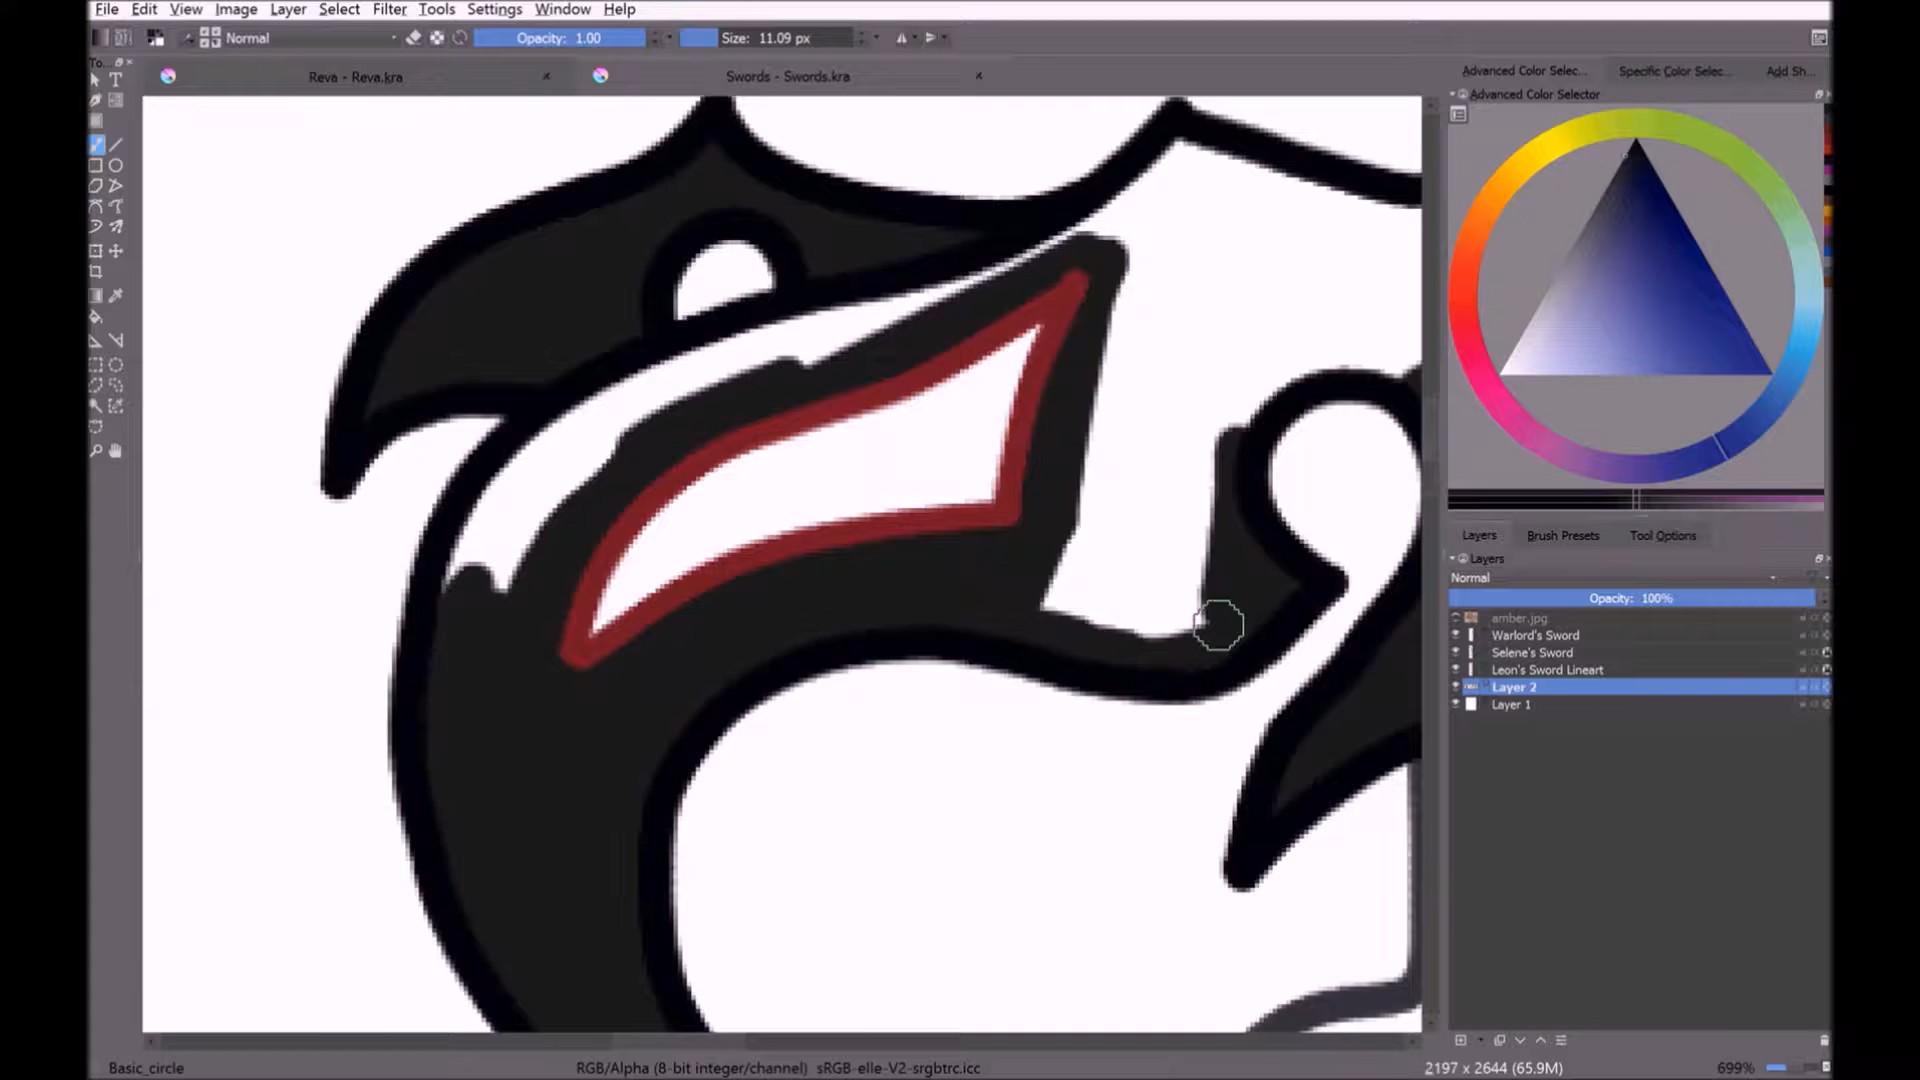 File Edit View Image Layer Select Filter Tools Settings Window Help
Normal Opacity: 1.00 Size: 11.09 px
To...
Reva - Reva.kra
Swords - Swords.kra
Advanced Color Selec...
Specific Color Selec...
Add Sh...
Advanced Color Selector
Layers
Brush Presets
Tool Options
Layers
Normal
Opacity: 100%
amber.jpg
Warlord's Sword
Selene's Sword
Leon's Sword Lineart
Layer 2
Layer 1
Basic_circle
RGB/Alpha (8-bit integer/channel) sRGB-elle-V2-srgbtrc.icc
2197 x 2644 (65.9M)
699%